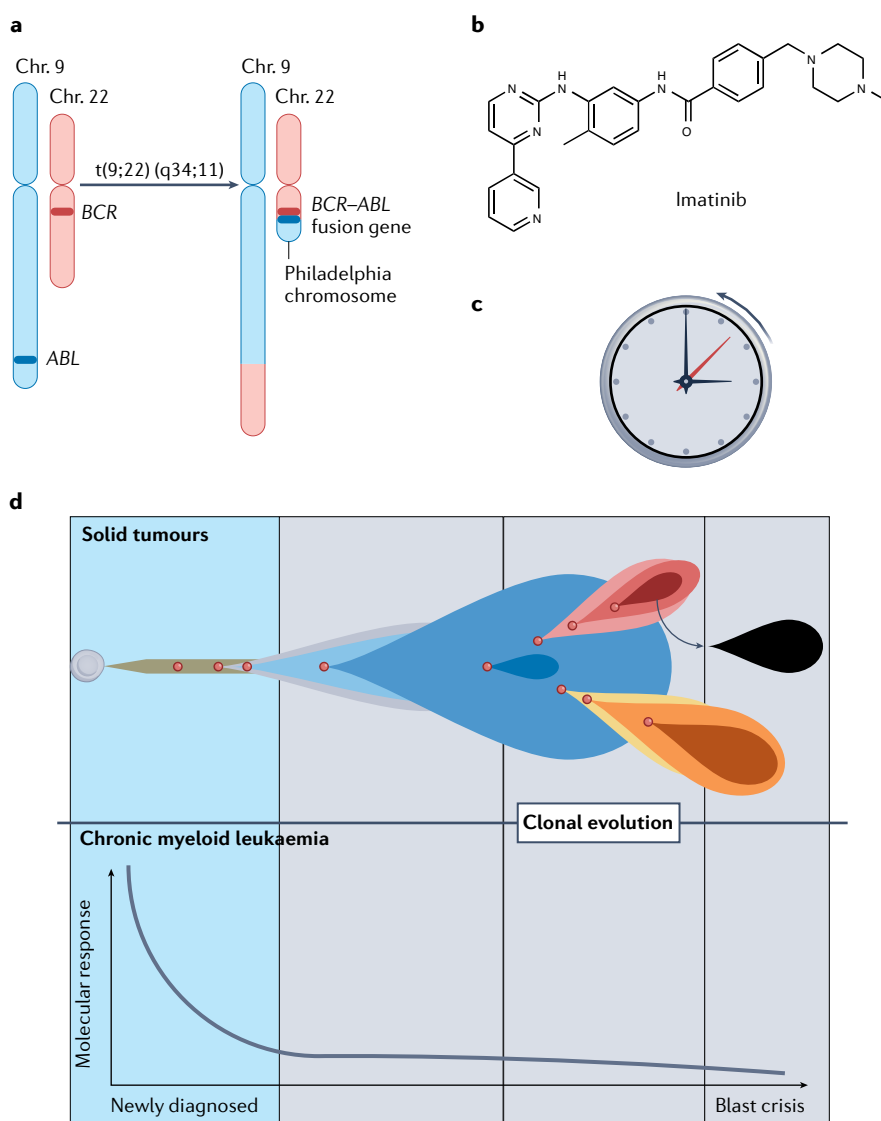 a
Chr. 9
Chr. 22
t(9;22) (q34;11)
BCR
ABL
Chr. 9
Chr. 22
BCR–ABL
fusion gene
Philadelphia
chromosome
b
N
N
H
N
N
H
N
O
N
N
Imatinib
c
d
Solid tumours
Clonal evolution
Chronic myeloid leukaemia
Molecular response
Newly diagnosed
Blast crisis